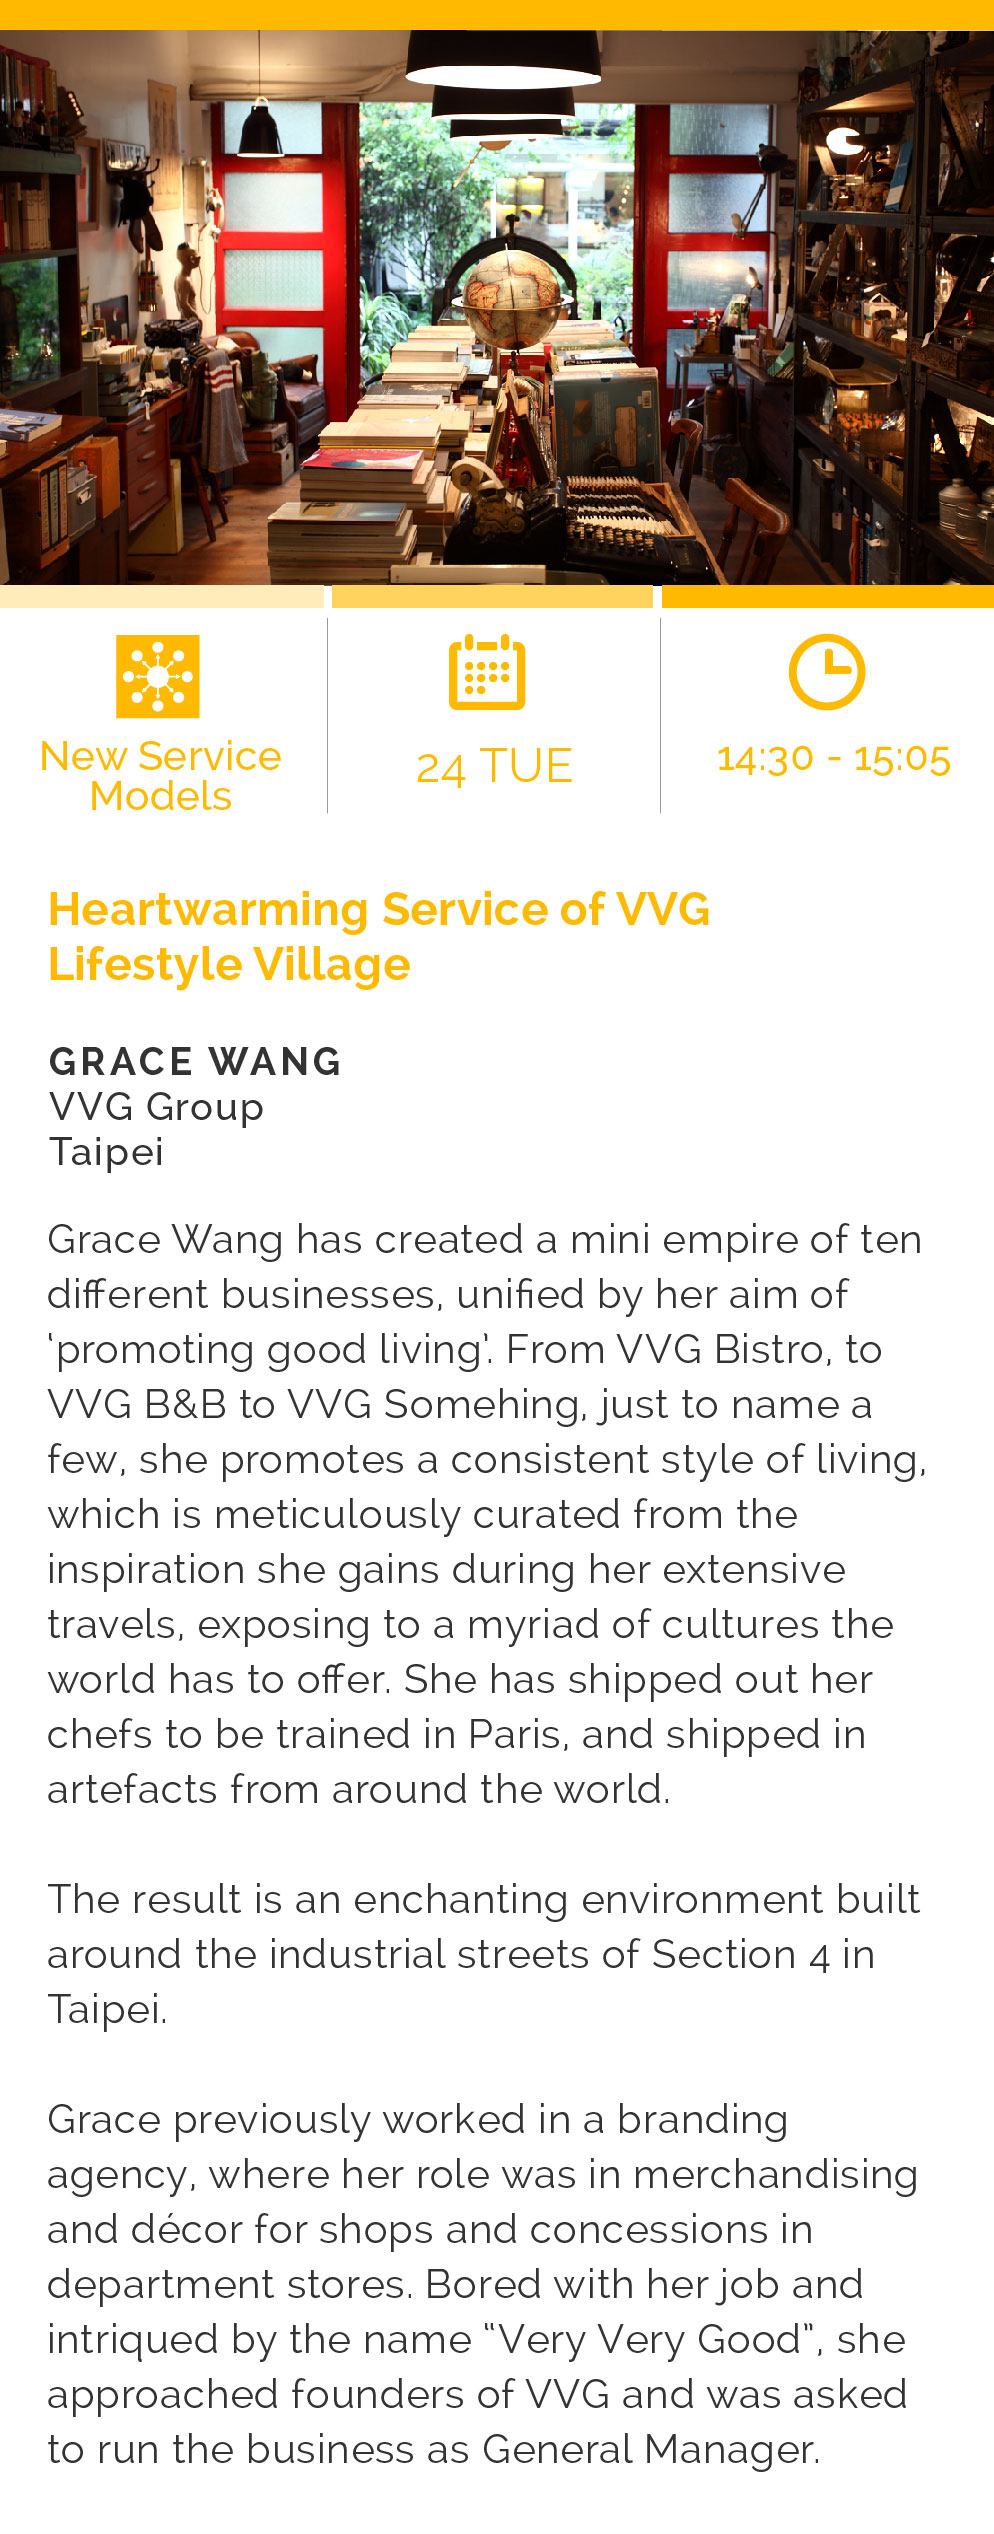 New Service
Models
24 TUE
14:30 - 15:05
Heartwarming Service of VVG
Lifestyle Village
GRACE WANG
VVG Group
Taipei
Grace Wang has created a mini empire of ten
different businesses, unified by her aim of
‘promoting good living’. From VVG Bistro, to
VVG B&B to VVG Somehing, just to name a
few, she promotes a consistent style of living,
which is meticulously curated from the
inspiration she gains during her extensive
travels, exposing to a myriad of cultures the
world has to offer. She has shipped out her
chefs to be trained in Paris, and shipped in
artefacts from around the world.
The result is an enchanting environment built
around the industrial streets of Section 4 in
Taipei.
Grace previously worked in a branding
agency, where her role was in merchandising
and décor for shops and concessions in
department stores. Bored with her job and
intriqued by the name “Very Very Good”, she
approached founders of VVG and was asked
to run the business as General Manager.